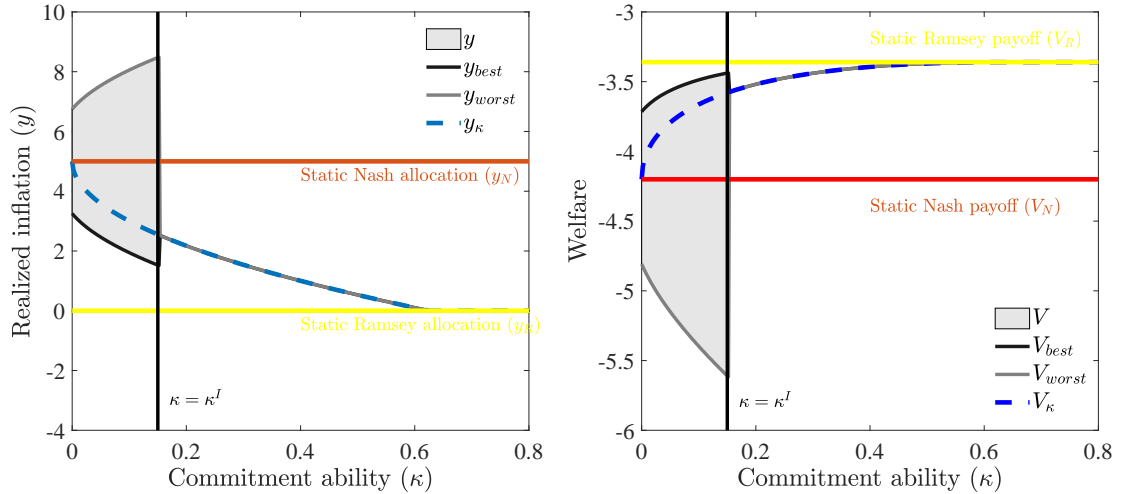 10
8
6
4
2
0
-2
-4
0
0.2
0.4
0.6
0.8
Realized inflation (y)
Commitment ability (κ)
y
y_best
y_worst
y_κ
Static Nash allocation (y_N)
Static Ramsey allocation (y_R)
κ = κ^I
-3
-3.5
-4
-4.5
-5
-5.5
-6
0
0.2
0.4
0.6
0.8
Welfare
Commitment ability (κ)
Static Ramsey payoff (V_R)
Static Nash payoff (V_N)
V
V_best
V_worst
V_κ
κ = κ^I